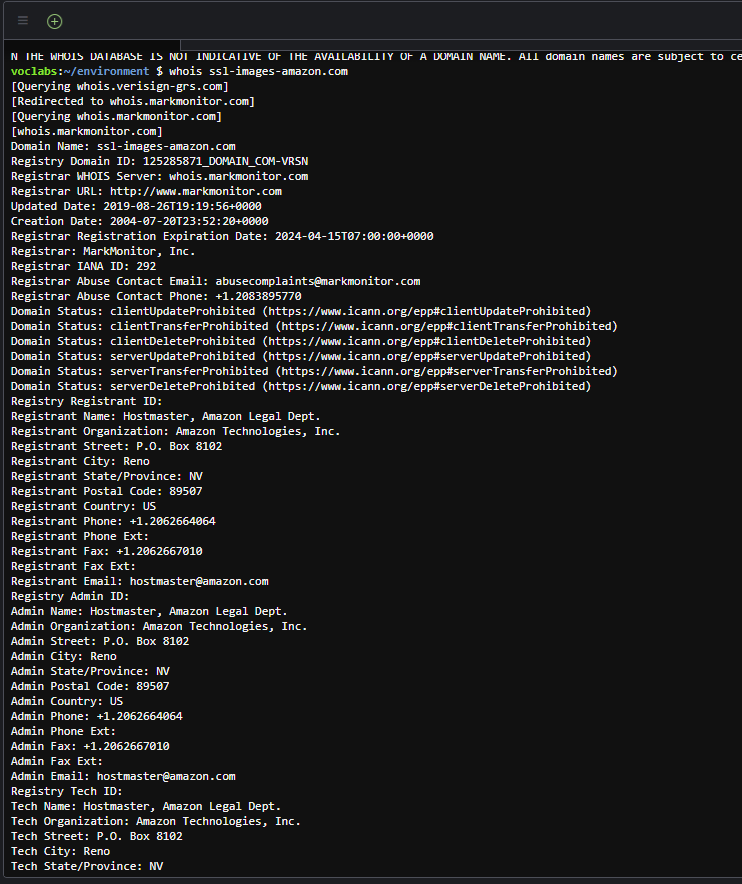 N THE WHOIS DATABASE IS NOT INDICATIVE OF THE AVAILABILITY OF A DOMAIN NAME. All domain names are subject to ce
voclabs:~/environment $ whois ssl-images-amazon.com
[Querying whois.verisign-grs.com]
[Redirected to whois.markmonitor.com]
[Querying whois.markmonitor.com]
[whois.markmonitor.com]
Domain Name: ssl-images-amazon.com
Registry Domain ID: 125285871_DOMAIN_COM-VRSN
Registrar WHOIS Server: whois.markmonitor.com
Registrar URL: http://www.markmonitor.com
Updated Date: 2019-08-26T19:19:56+0000
Creation Date: 2004-07-20T23:52:20+0000
Registrar Registration Expiration Date: 2024-04-15T07:00:00+0000
Registrar: MarkMonitor, Inc.
Registrar IANA ID: 292
Registrar Abuse Contact Email: abusecomplaints@markmonitor.com
Registrar Abuse Contact Phone: +1.2083895770
Domain Status: clientUpdateProhibited (https://www.icann.org/epp#clientUpdateProhibited)
Domain Status: clientTransferProhibited (https://www.icann.org/epp#clientTransferProhibited)
Domain Status: clientDeleteProhibited (https://www.icann.org/epp#clientDeleteProhibited)
Domain Status: serverUpdateProhibited (https://www.icann.org/epp#serverUpdateProhibited)
Domain Status: serverTransferProhibited (https://www.icann.org/epp#serverTransferProhibited)
Domain Status: serverDeleteProhibited (https://www.icann.org/epp#serverDeleteProhibited)
Registry Registrant ID:
Registrant Name: Hostmaster, Amazon Legal Dept.
Registrant Organization: Amazon Technologies, Inc.
Registrant Street: P.O. Box 8102
Registrant City: Reno
Registrant State/Province: NV
Registrant Postal Code: 89507
Registrant Country: US
Registrant Phone: +1.2062664064
Registrant Phone Ext:
Registrant Fax: +1.2062667010
Registrant Fax Ext:
Registrant Email: hostmaster@amazon.com
Registry Admin ID:
Admin Name: Hostmaster, Amazon Legal Dept.
Admin Organization: Amazon Technologies, Inc.
Admin Street: P.O. Box 8102
Admin City: Reno
Admin State/Province: NV
Admin Postal Code: 89507
Admin Country: US
Admin Phone: +1.2062664064
Admin Phone Ext:
Admin Fax: +1.2062667010
Admin Fax Ext:
Admin Email: hostmaster@amazon.com
Registry Tech ID:
Tech Name: Hostmaster, Amazon Legal Dept.
Tech Organization: Amazon Technologies, Inc.
Tech Street: P.O. Box 8102
Tech City: Reno
Tech State/Province: NV